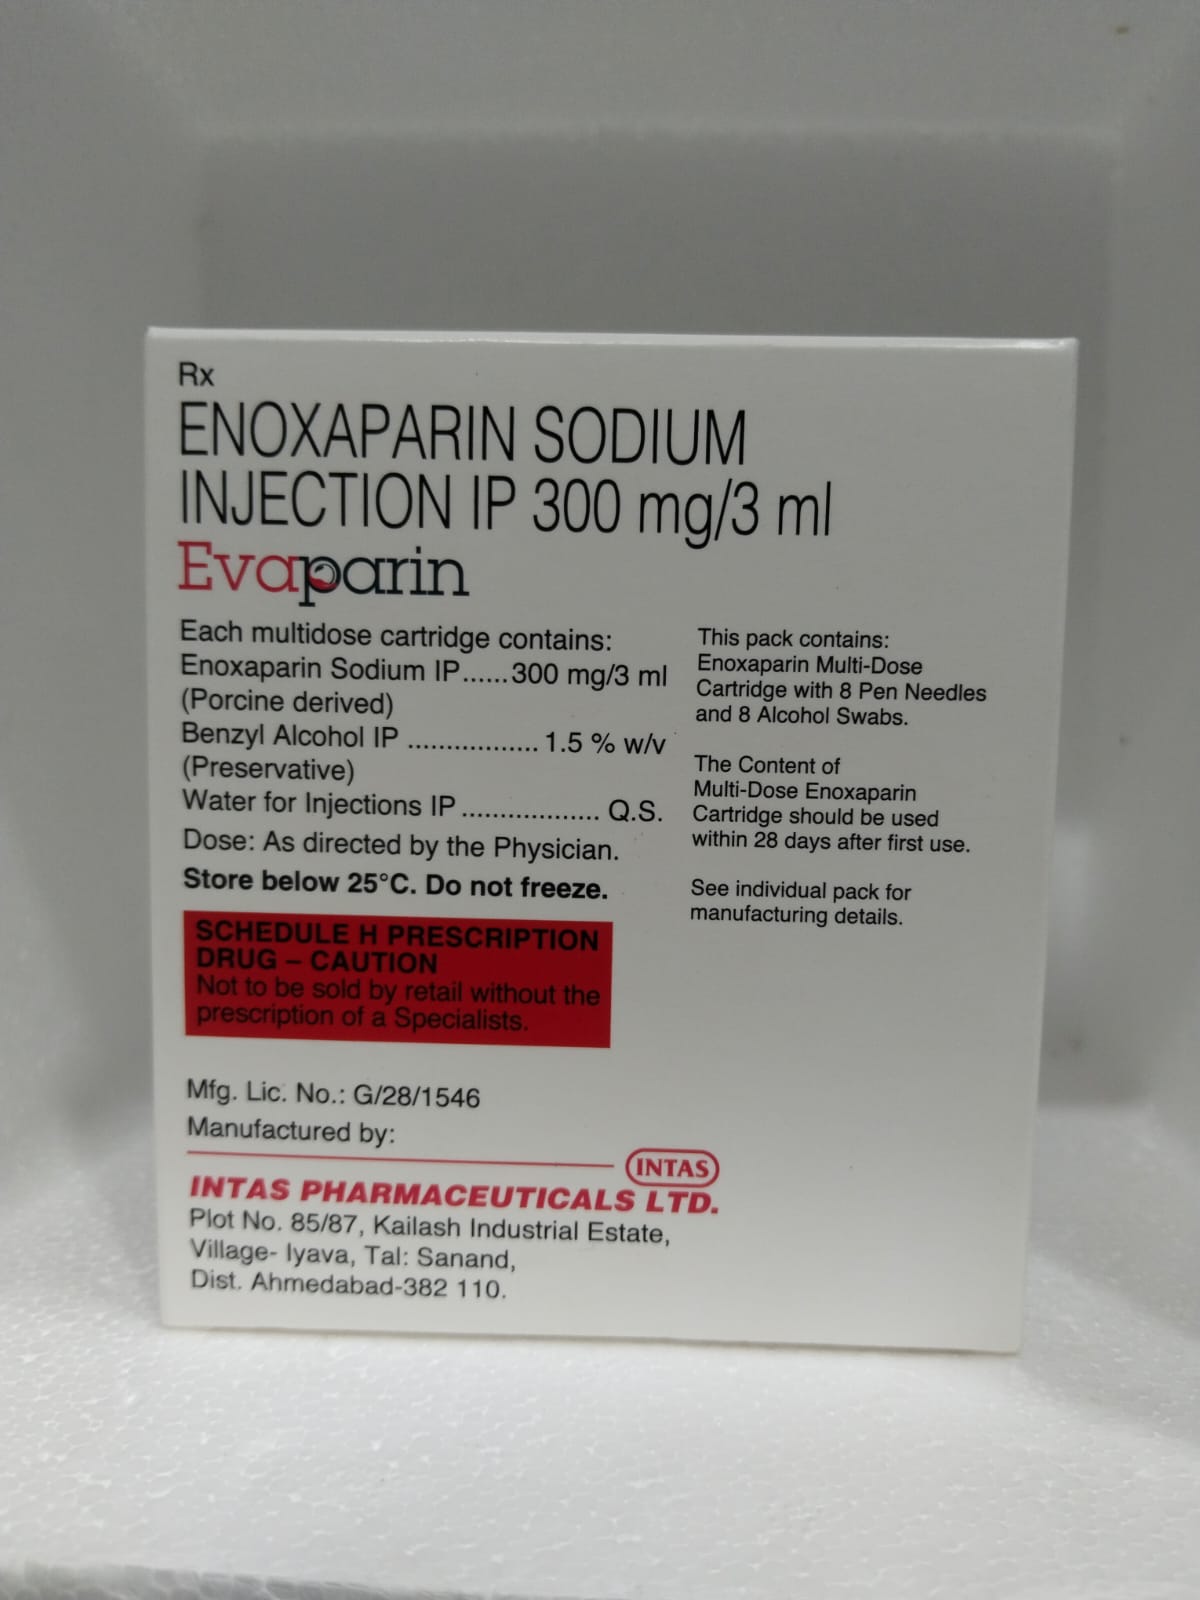 Rx
ENOXAPARIN SODIUM
INJECTION IP 300 mg/3 ml
Evaparin
Each multidose cartridge contains:
Enoxaparin Sodium IP......300 mg/3 ml
(Porcine derived)
Benzyl Alcohol IP ................. 1.5 % w/v
(Preservative)
Water for Injections IP .................. Q.S.
Dose: As directed by the Physician.
Store below 25°C. Do not freeze.
SCHEDULE H PRESCRIPTION
DRUG – CAUTION
Not to be sold by retail without the
prescription of a Specialists.
This pack contains:
Enoxaparin Multi-Dose
Cartridge with 8 Pen Needles
and 8 Alcohol Swabs.
The Content of
Multi-Dose Enoxaparin
Cartridge should be used
within 28 days after first use.
See individual pack for
manufacturing details.
Mfg. Lic. No.: G/28/1546
Manufactured by:
INTAS
INTAS PHARMACEUTICALS LTD.
Plot No. 85/87, Kailash Industrial Estate,
Village- Iyava, Tal: Sanand,
Dist. Ahmedabad-382 110.